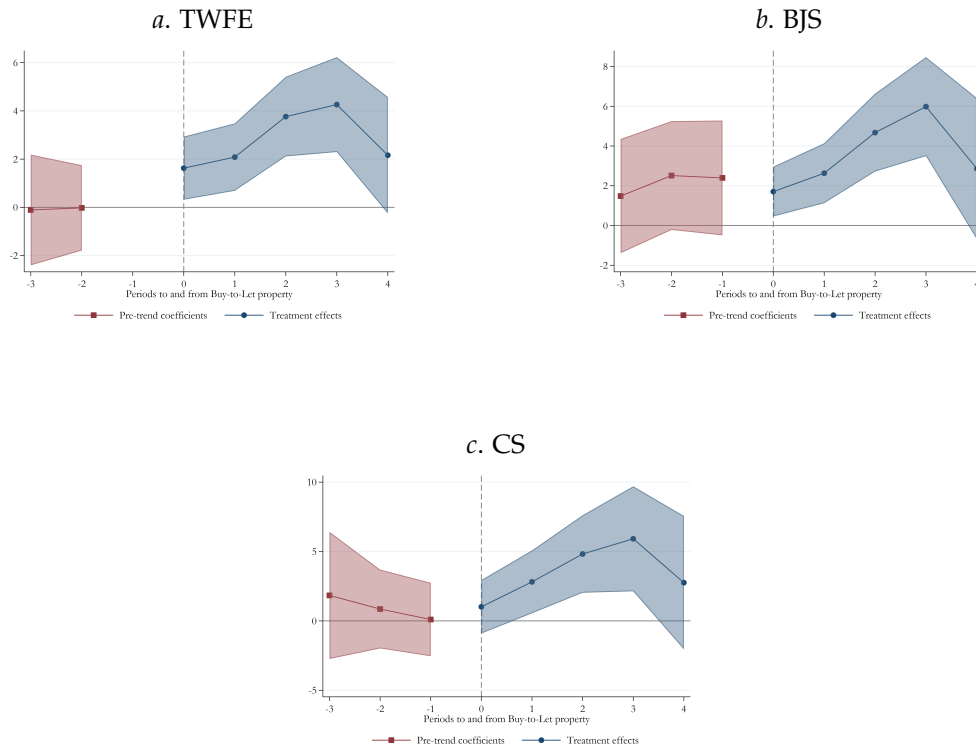 a. TWFE
6
4
2
0
-2
-3 -2 -1 0 1 2 3 4
Periods to and from Buy-to-Let property
Pre-trend coefficients Treatment effects
b. BJS
8
6
4
2
0
-2
-3 -2 -1 0 1 2 3 4
Periods to and from Buy-to-Let property
Pre-trend coefficients Treatment effects
c. CS
10
5
0
-5
-3 -2 -1 0 1 2 3 4
Periods to and from Buy-to-Let property
Pre-trend coefficients Treatment effects